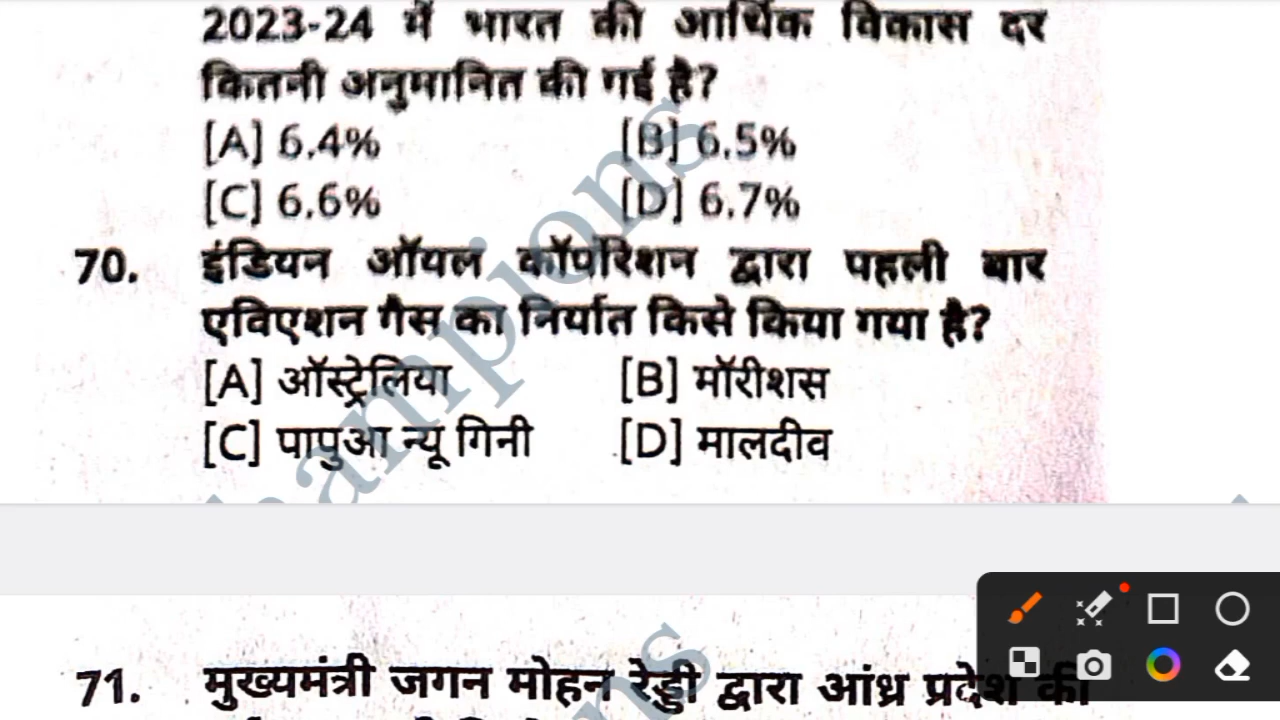 2023-24 में भारत की आर्थिक विकास दर
कितनी अनुमानित की गई है?
[A] 6.4% [B] 6.5%
[C] 6.6% [D] 6.7%
70. इंडियन ऑयल कॉर्पोरेशन द्वारा पहली बार
एविएशन गैस का निर्यात किसे किया गया है?
[A] ऑस्ट्रेलिया [B] मॉरीशस
[C] पापुआ न्यू गिनी [D] मालदीव
71. मुख्यमंत्री जगन मोहन रेड्डी द्वारा आंध्र प्रदेश की